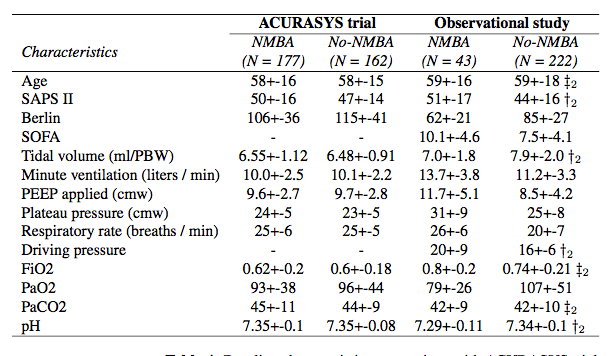 ACURASYS trial Observational study
Characteristics NMBA No-NMBA NMBA No-NMBA
(N = 177) (N = 162) (N = 43) (N = 222)
Age 58+-16 58+-15 59+-16 59+-18 ‡2
SAPS II 50+-16 47+-14 51+-17 44+-16 †2
Berlin 106+-36 115+-41 62+-21 85+-27
SOFA - - 10.1+-4.6 7.5+-4.1
Tidal volume (ml/PBW) 6.55+-1.12 6.48+-0.91 7.0+-1.8 7.9+-2.0 †2
Minute ventilation (liters / min) 10.0+-2.5 10.1+-2.2 13.7+-3.8 11.2+-3.3
PEEP applied (cmw) 9.6+-2.7 9.7+-2.8 11.7+-5.1 8.5+-4.2
Plateau pressure (cmw) 24+-5 23+-5 31+-9 25+-8
Respiratory rate (breaths / min) 25+-6 25+-5 26+-6 20+-7
Driving pressure - - 20+-9 16+-6 †2
FiO2 0.62+-0.2 0.6+-0.18 0.8+-0.2 0.74+-0.21 ‡2
PaO2 93+-38 96+-44 79+-26 107+-51
PaCO2 45+-11 44+-9 42+-9 42+-10 ‡2
pH 7.35+-0.1 7.35+-0.08 7.29+-0.11 7.34+-0.1 †2